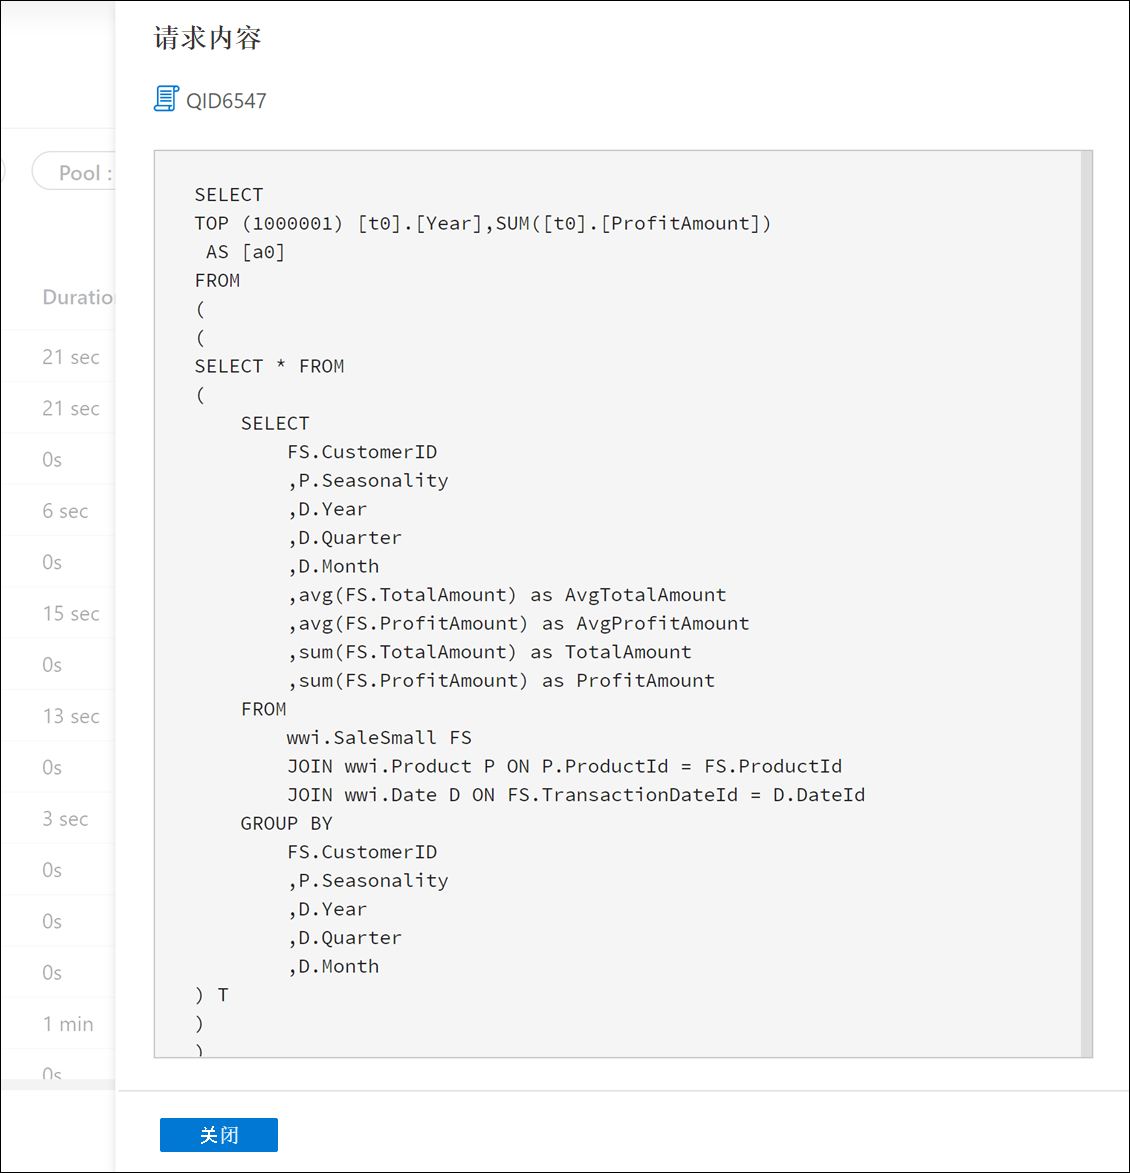 请求内容
QID6547
Pool :
Duratio
21 sec
21 sec
0s
6 sec
0s
15 sec
0s
13 sec
0s
3 sec
0s
0s
0s
1 min
0s
SELECT
TOP (1000001) [t0].[Year],SUM([t0].[ProfitAmount])
 AS [a0]
FROM
(
(
SELECT * FROM
(
    SELECT
        FS.CustomerID
        ,P.Seasonality
        ,D.Year
        ,D.Quarter
        ,D.Month
        ,avg(FS.TotalAmount) as AvgTotalAmount
        ,avg(FS.ProfitAmount) as AvgProfitAmount
        ,sum(FS.TotalAmount) as TotalAmount
        ,sum(FS.ProfitAmount) as ProfitAmount
    FROM
        wwi.SaleSmall FS
        JOIN wwi.Product P ON P.ProductId = FS.ProductId
        JOIN wwi.Date D ON FS.TransactionDateId = D.DateId
    GROUP BY
        FS.CustomerID
        ,P.Seasonality
        ,D.Year
        ,D.Quarter
        ,D.Month
) T
)
)
关闭